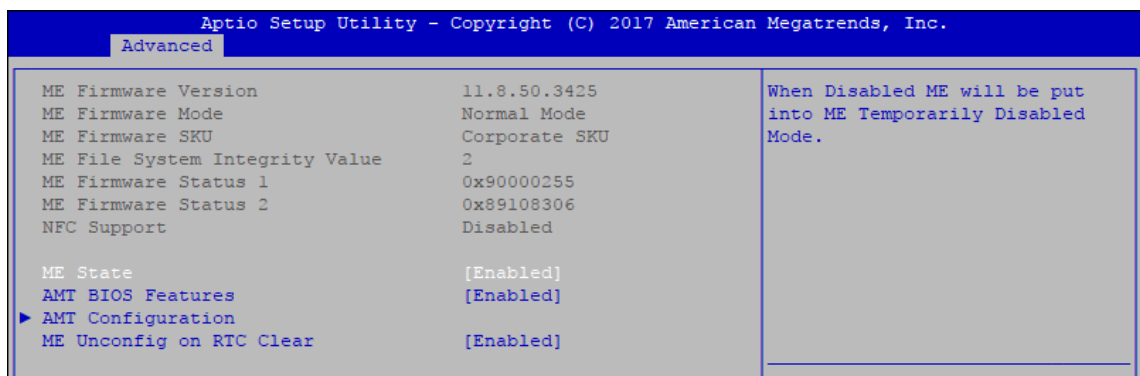 Aptio Setup Utility - Copyright (C) 2017 American Megatrends, Inc.
Advanced
ME Firmware Version 11.8.50.3425
ME Firmware Mode Normal Mode
ME Firmware SKU Corporate SKU
ME File System Integrity Value 2
ME Firmware Status 1 0x90000255
ME Firmware Status 2 0x89108306
NFC Support Disabled
ME State [Enabled]
AMT BIOS Features [Enabled]
► AMT Configuration
ME Unconfig on RTC Clear [Enabled]
When Disabled ME will be put
into ME Temporarily Disabled
Mode.